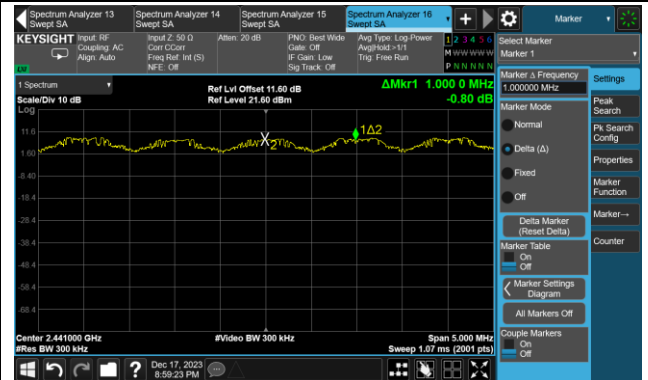 Spectrum Analyzer 13
Swept SA
Spectrum Analyzer 14
Swept SA
Spectrum Analyzer 15
Swept SA
Spectrum Analyzer 16
Swept SA
Marker
KEYSIGHT
Input: RF
Coupling: AC
Align: Auto
Input Z: 50 Ω
Corr CCorr
Freq Ref: Int (S)
NFE: Off
Atten: 20 dB
PNO: Best Wide
Gate: Off
IF Gain: Low
Sig Track: Off
Avg Type: Log-Power
Avg|Hold:>1/1
Trig: Free Run
1 2 3 4 5 6
M W W W W W
P N N N N N
Select Marker
Marker 1
1 Spectrum
Scale/Div 10 dB
Log
Ref Lvl Offset 11.60 dB
Ref Level 21.60 dBm
ΔMkr1 1.000 0 MHz
-0.80 dB
11.6
1.60
-8.40
-18.4
-28.4
-38.4
-48.4
-58.4
-68.4
1Δ2
2
Center 2.441000 GHz
#Res BW 300 kHz
#Video BW 300 kHz
Span 5.000 MHz
Sweep 1.07 ms (2001 pts)
Marker Δ Frequency
1.000000 MHz
Marker Mode
Normal
Delta (Δ)
Fixed
Off
Delta Marker
(Reset Delta)
Marker Table
On
Off
Marker Settings
Diagram
All Markers Off
Couple Markers
On
Off
Settings
Peak
Search
Pk Search
Config
Properties
Marker
Function
Marker→
Counter
Dec 17, 2023
8:59:23 PM